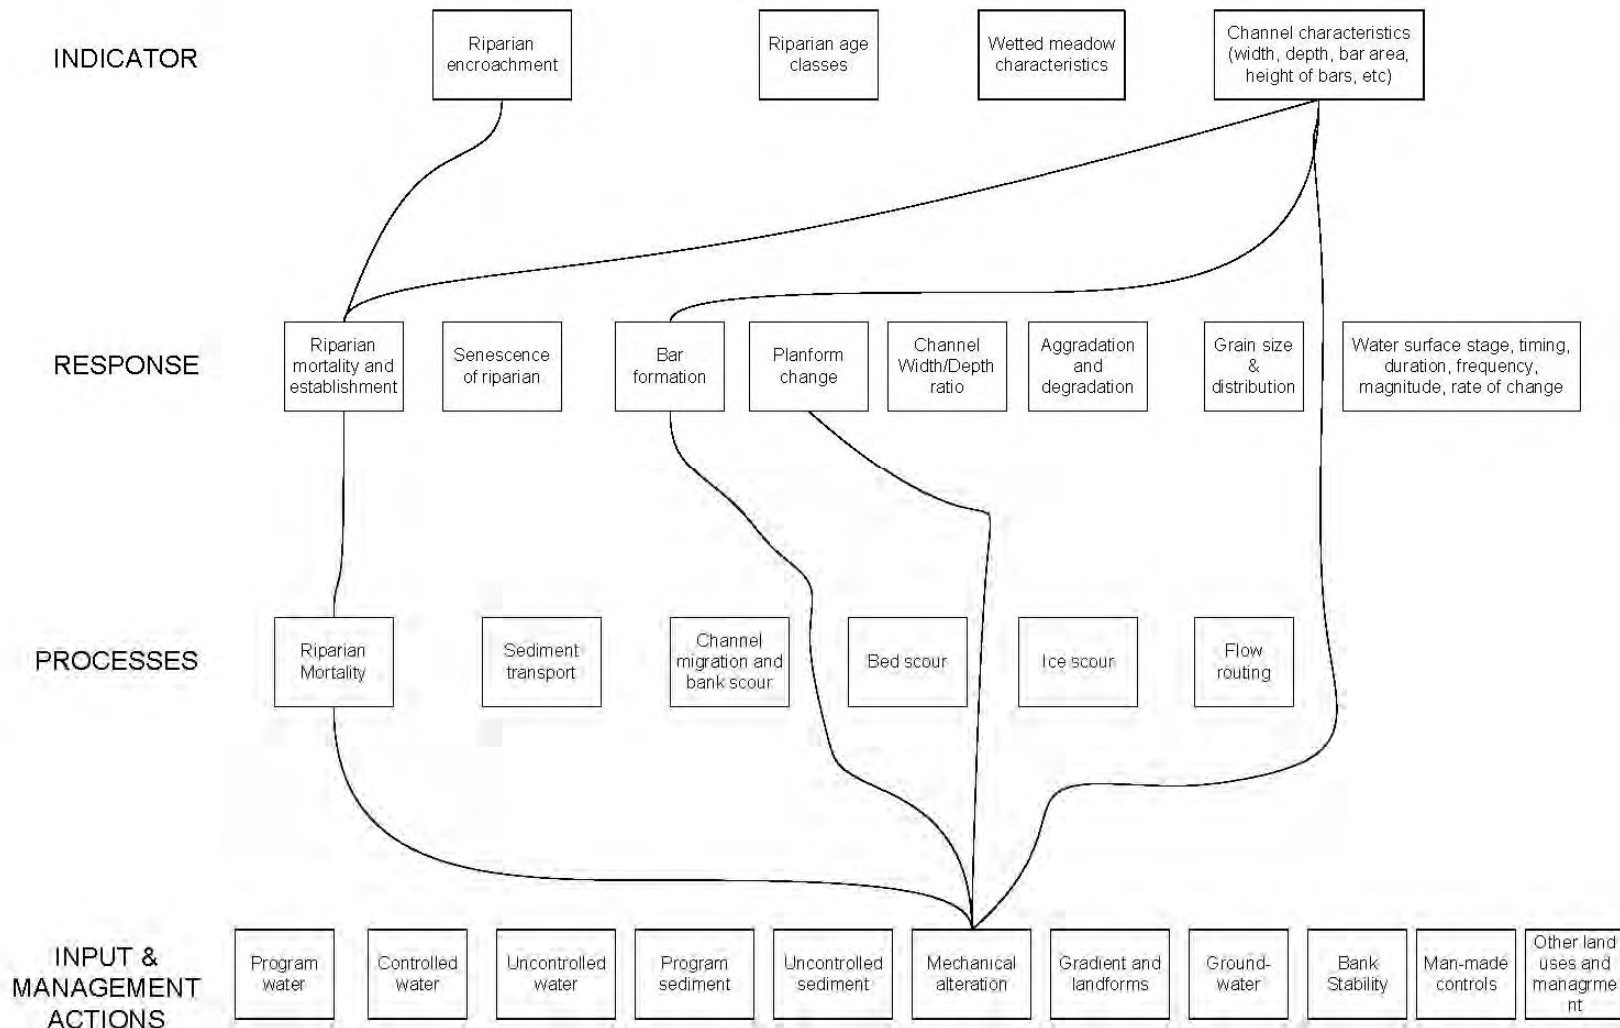 INDICATOR
Riparian
encroachment
Riparian age
classes
Wetted meadow
characteristics
Channel characteristics
(width, depth, bar area,
height of bars, etc)
RESPONSE
Riparian
mortality and
establishment
Senescence
of riparian
Bar
formation
Planform
change
Channel
Width/Depth
ratio
Aggradation
and
degradation
Grain size
&
distribution
Water surface stage, timing,
duration, frequency,
magnitude, rate of change
PROCESSES
Riparian
Mortality
Sediment
transport
Channel
migration and
bank scour
Bed scour
Ice scour
Flow
routing
INPUT &
MANAGEMENT
ACTIONS
Program
water
Controlled
water
Uncontrolled
water
Program
sediment
Uncontrolled
sediment
Mechanical
alteration
Gradient and
landforms
Ground-
water
Bank
Stability
Man-made
controls
Other land
uses and
managrme
nt